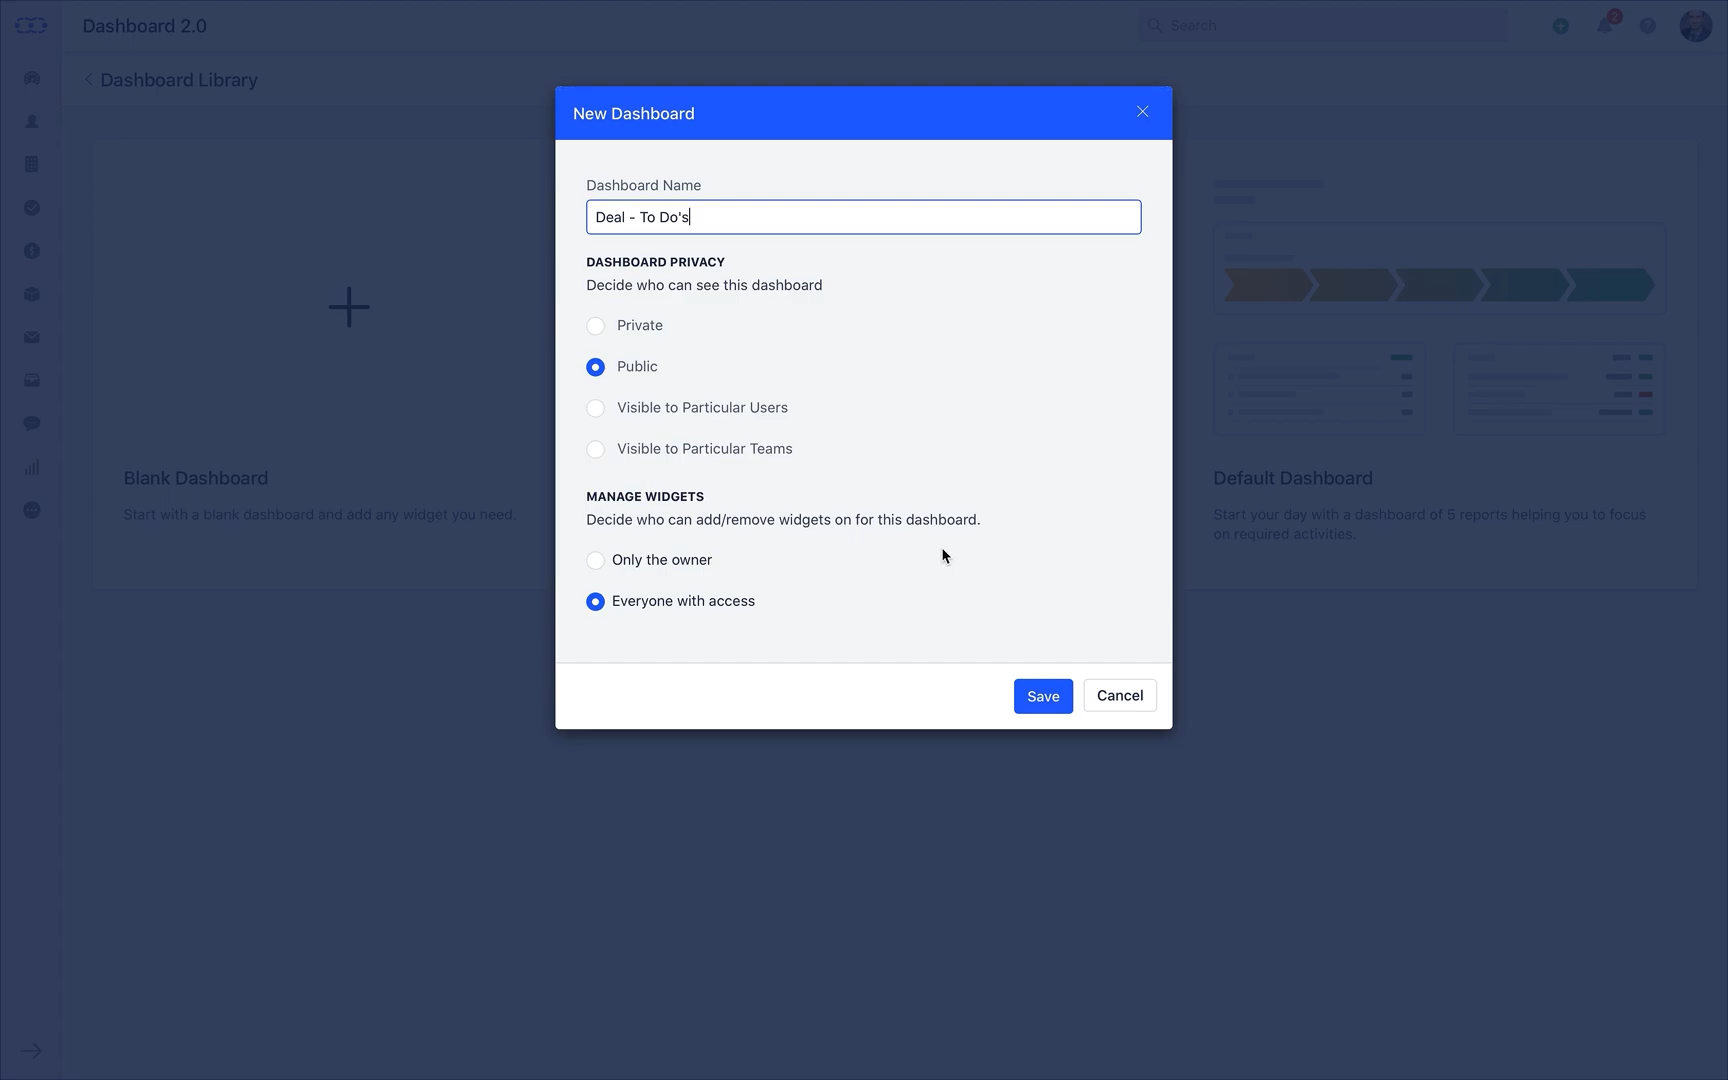 Dashboard 2.0
Search
2
Dashboard Library
New Dashboard
Dashboard Name
Deal - To Do's
DASHBOARD PRIVACY
Decide who can see this dashboard
Private
Public
Visible to Particular Users
Visible to Particular Teams
MANAGE WIDGETS
Decide who can add/remove widgets on for this dashboard.
Only the owner
Everyone with access
Save
Cancel
Blank Dashboard
Start with a blank dashboard and add any widget you need.
Default Dashboard
Start your day with a dashboard of 5 reports helping you to focus
on required activities.